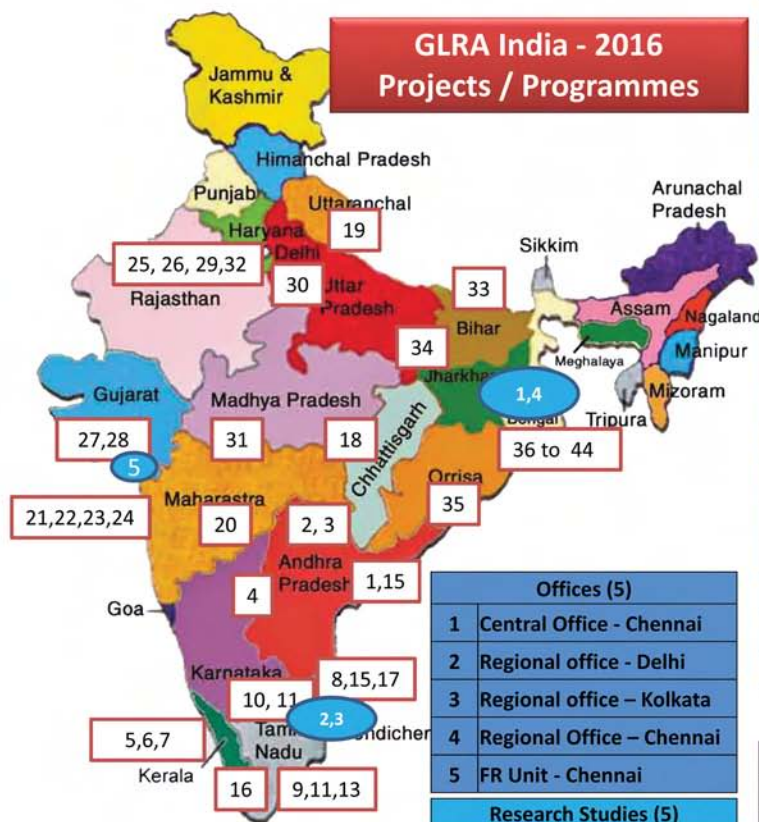 GLRA India - 2016
Projects / Programmes
Jammu &
Kashmir
Himanchal Pradesh
Punjab
Uttaranchal
Arunachal
Pradesh
Haryana
19
Delhi
Sikkim
25, 26, 29,32
30
33
Uttar
Pradesh
Rajasthan
Assam
Nagaland
Bihar
34
Meghalaya
Manipur
Gujarat
Madhya Pradesh
1,4
Mizoram
Tripura
27,28
31
18
Chhattisgarh
36 to 44
5
Orrisa
Maharastra
35
21,22,23,24
20
2, 3
Andhra
Pradesh
1,15
4
Goa
Karnataka
8,15,17
10, 11
2,3
5,6,7
Nadu
Kerala
16
9,11,13
Offices (5)
1 Central Office - Chennai
2 Regional office - Delhi
3 Regional office – Kolkata
4 Regional Office – Chennai
5 FR Unit - Chennai
Research Studies (5)